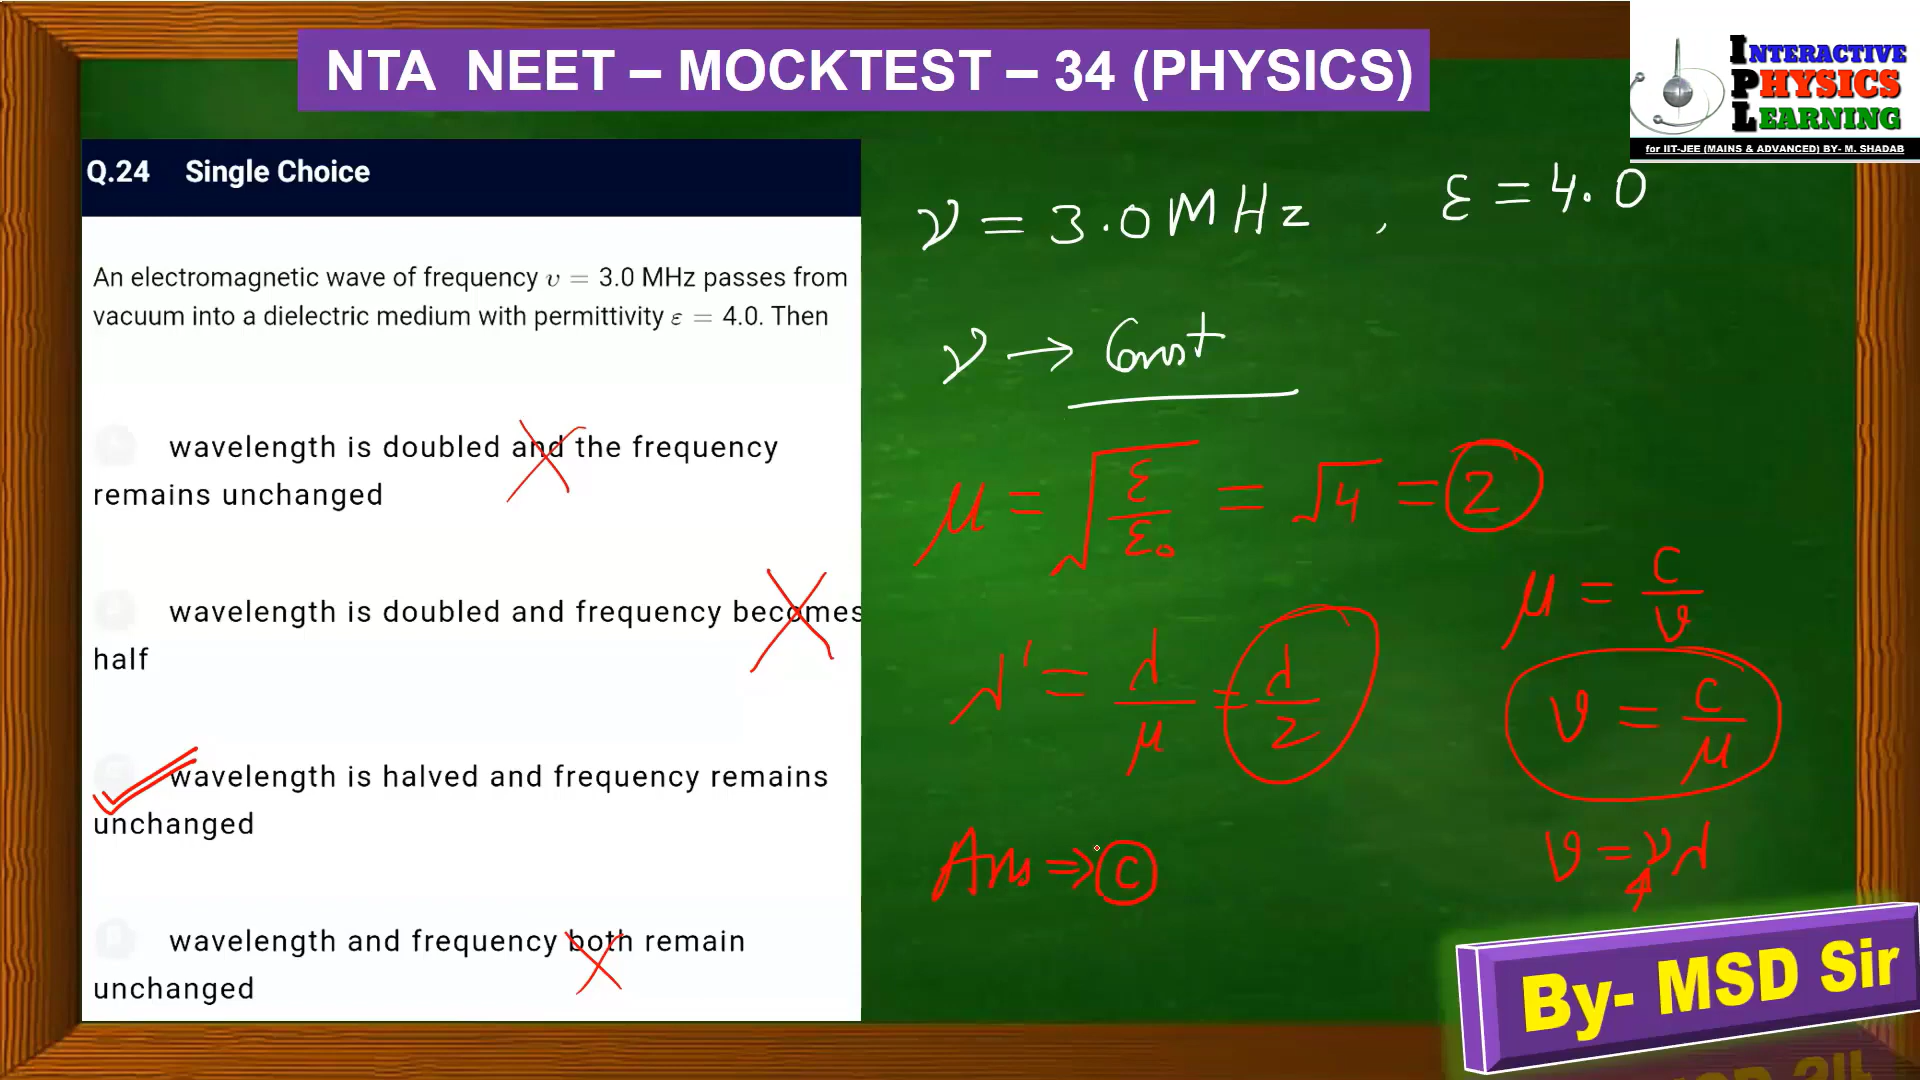 NTA NEET – MOCKTEST – 34 (PHYSICS)
INTERACTIVE
PHYSICS
LEARNING
for IIT-JEE (MAINS & ADVANCED) BY- M. SHADAB
Q.24 Single Choice
An electromagnetic wave of frequency υ = 3.0 MHz passes from
vacuum into a dielectric medium with permittivity ε = 4.0. Then
wavelength is doubled and the frequency
remains unchanged
wavelength is doubled and frequency becomes
half
wavelength is halved and frequency remains
unchanged
wavelength and frequency both remain
unchanged
ν = 3.0 MHz , ε = 4.0
ν → Const
μ = √(ε/ε₀) = √4 = 2
μ = c/v
λ' = λ/μ = λ/2
v = c/μ
v = νλ
Ans ⇒ C
By- MSD Sir